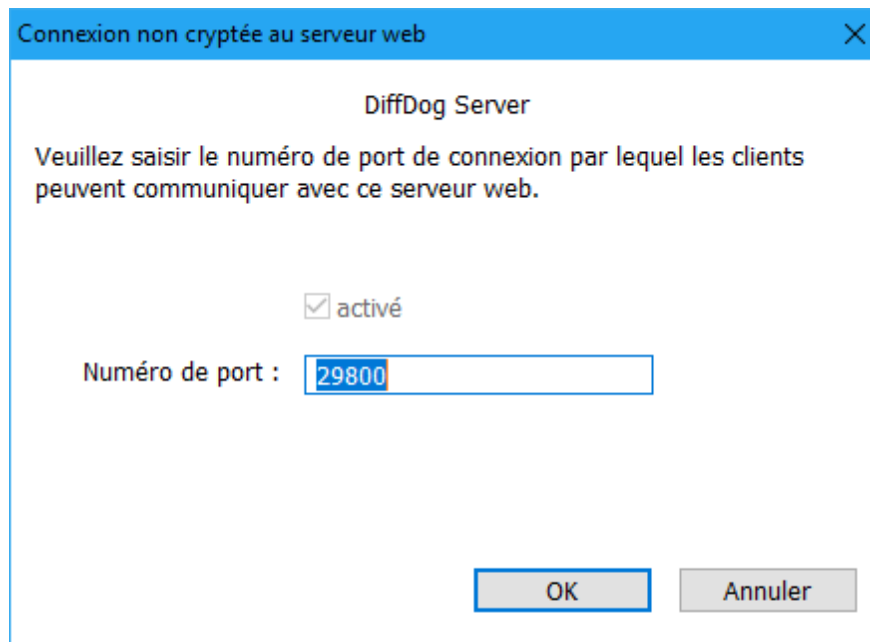 Connexion non cryptée au serveur web
DiffDog Server
Veuillez saisir le numéro de port de connexion par lequel les clients
peuvent communiquer avec ce serveur web.
activé
Numéro de port : 29800
OK Annuler